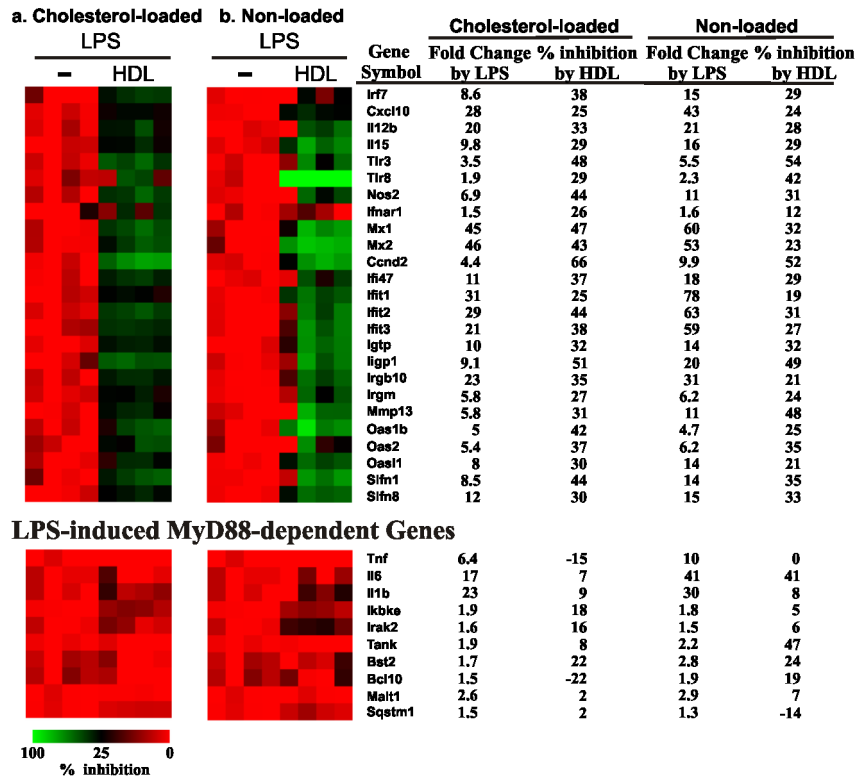 a. Cholesterol-loaded b. Non-loaded
LPS LPS
– HDL – HDL
Cholesterol-loaded Non-loaded
Gene Symbol Fold Change by LPS % inhibition by HDL Fold Change by LPS % inhibition by HDL
Irf7 8.6 38 15 29
Cxcl10 28 25 43 24
Il12b 20 33 21 28
Il15 9.8 29 16 29
Tlr3 3.5 48 5.5 54
Tlr8 1.9 29 2.3 42
Nos2 6.9 44 11 31
Ifnar1 1.5 26 1.6 12
Mx1 45 47 60 32
Mx2 46 43 53 23
Ccnd2 4.4 66 9.9 52
Ifi47 11 37 18 29
Ifit1 31 25 78 19
Ifit2 29 44 63 31
Ifit3 21 38 59 27
Igtp 10 32 14 32
Iigp1 9.1 51 20 49
Irgb10 23 35 31 21
Irgm 5.8 27 6.2 24
Mmp13 5.8 31 11 48
Oas1b 5 42 4.7 25
Oas2 5.4 37 6.2 35
Oasl1 8 30 14 21
Slfn1 8.5 44 14 35
Slfn8 12 30 15 33
LPS-induced MyD88-dependent Genes
Tnf 6.4 -15 10 0
Il6 17 7 41 41
Il1b 23 9 30 8
Ikbke 1.9 18 1.8 5
Irak2 1.6 16 1.5 6
Tank 1.9 8 2.2 47
Bst2 1.7 22 2.8 24
Bcl10 1.5 -22 1.9 19
Malt1 2.6 2 2.9 7
Sqstm1 1.5 2 1.3 -14
100 25 0
% inhibition